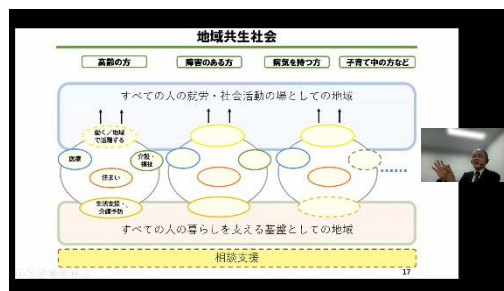 地域共生社会
高齢の方
障害のある方
病気を持つ方
子育て中の方など
すべての人の就労・社会活動の場としての地域
働く／地域
で活躍する
医療
介護・
福祉
住まい
生活支援・
介護予防
すべての人の暮らしを支える基盤としての地域
相談支援
17